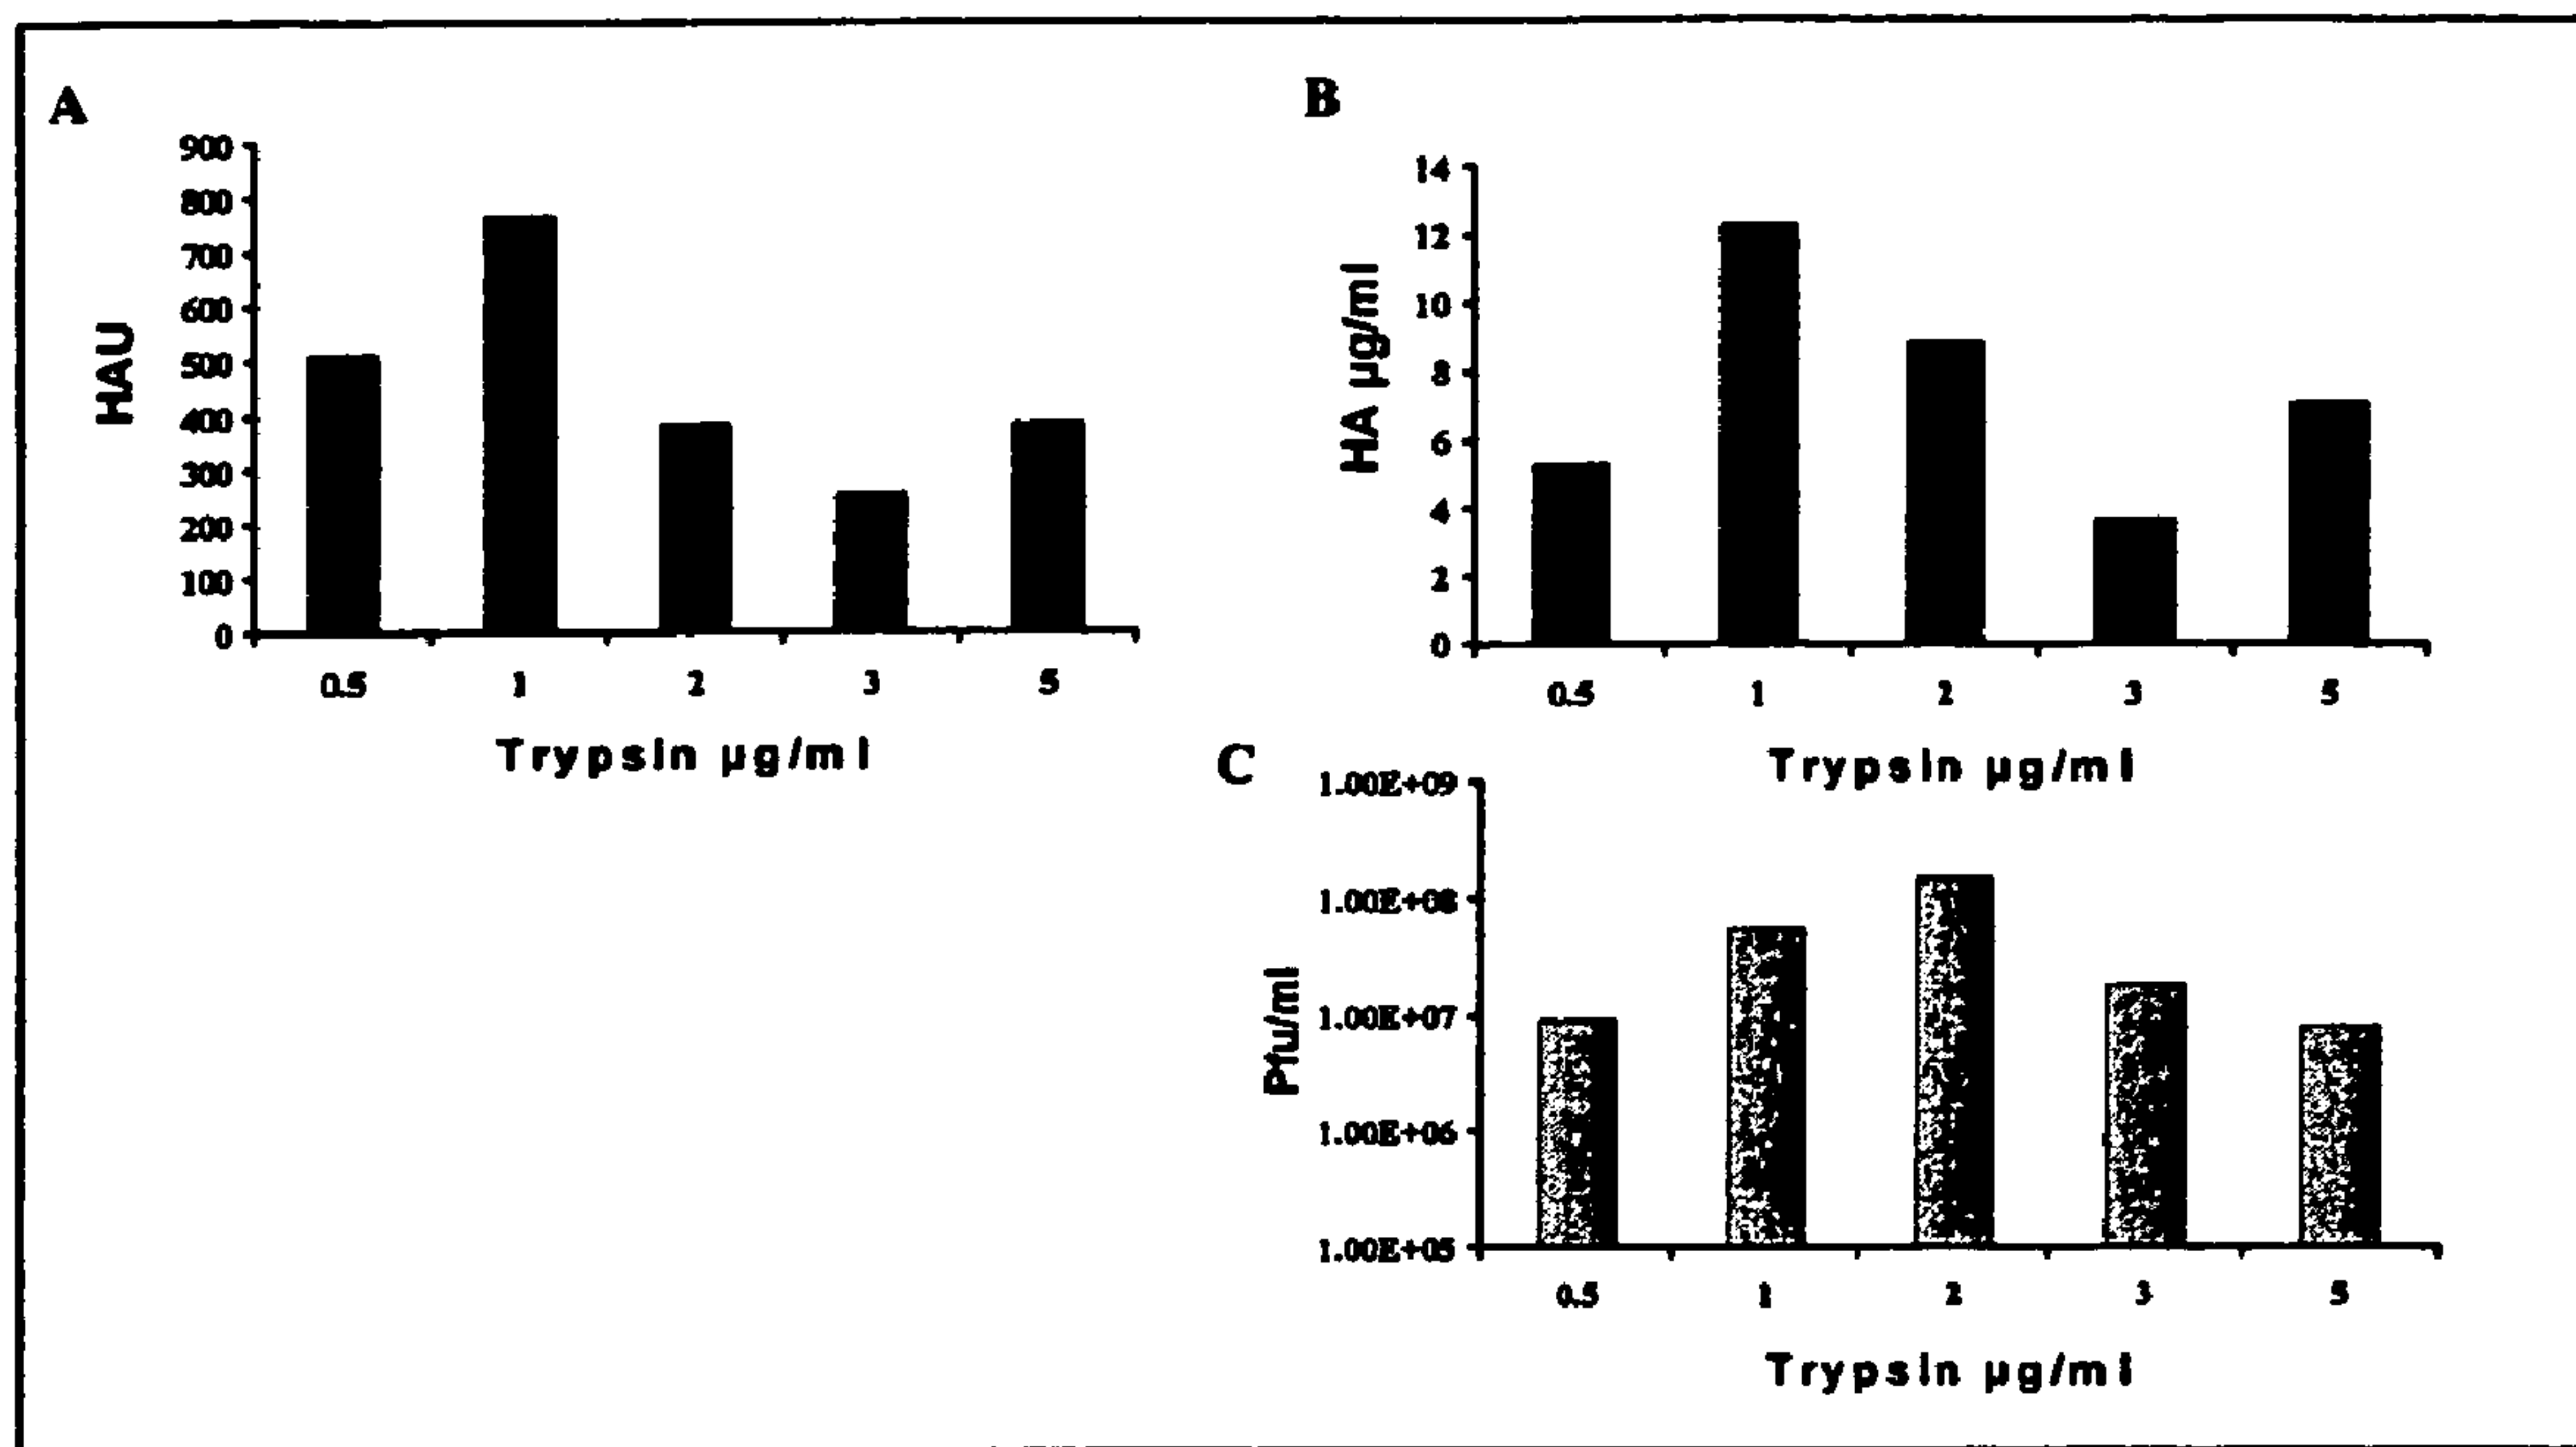 A
900
800
700
600
500
400
300
200
100
0
HAU
0.5 1 2 3 5
Trypsin µg/ml
B
14
12
10
8
6
4
2
0
HA µg/ml
0.5 1 2 3 5
Trypsin µg/ml
C
1.00E+09
1.00E+08
1.00E+07
1.00E+06
1.00E+05
Pfu/ml
0.5 1 2 3 5
Trypsin µg/ml